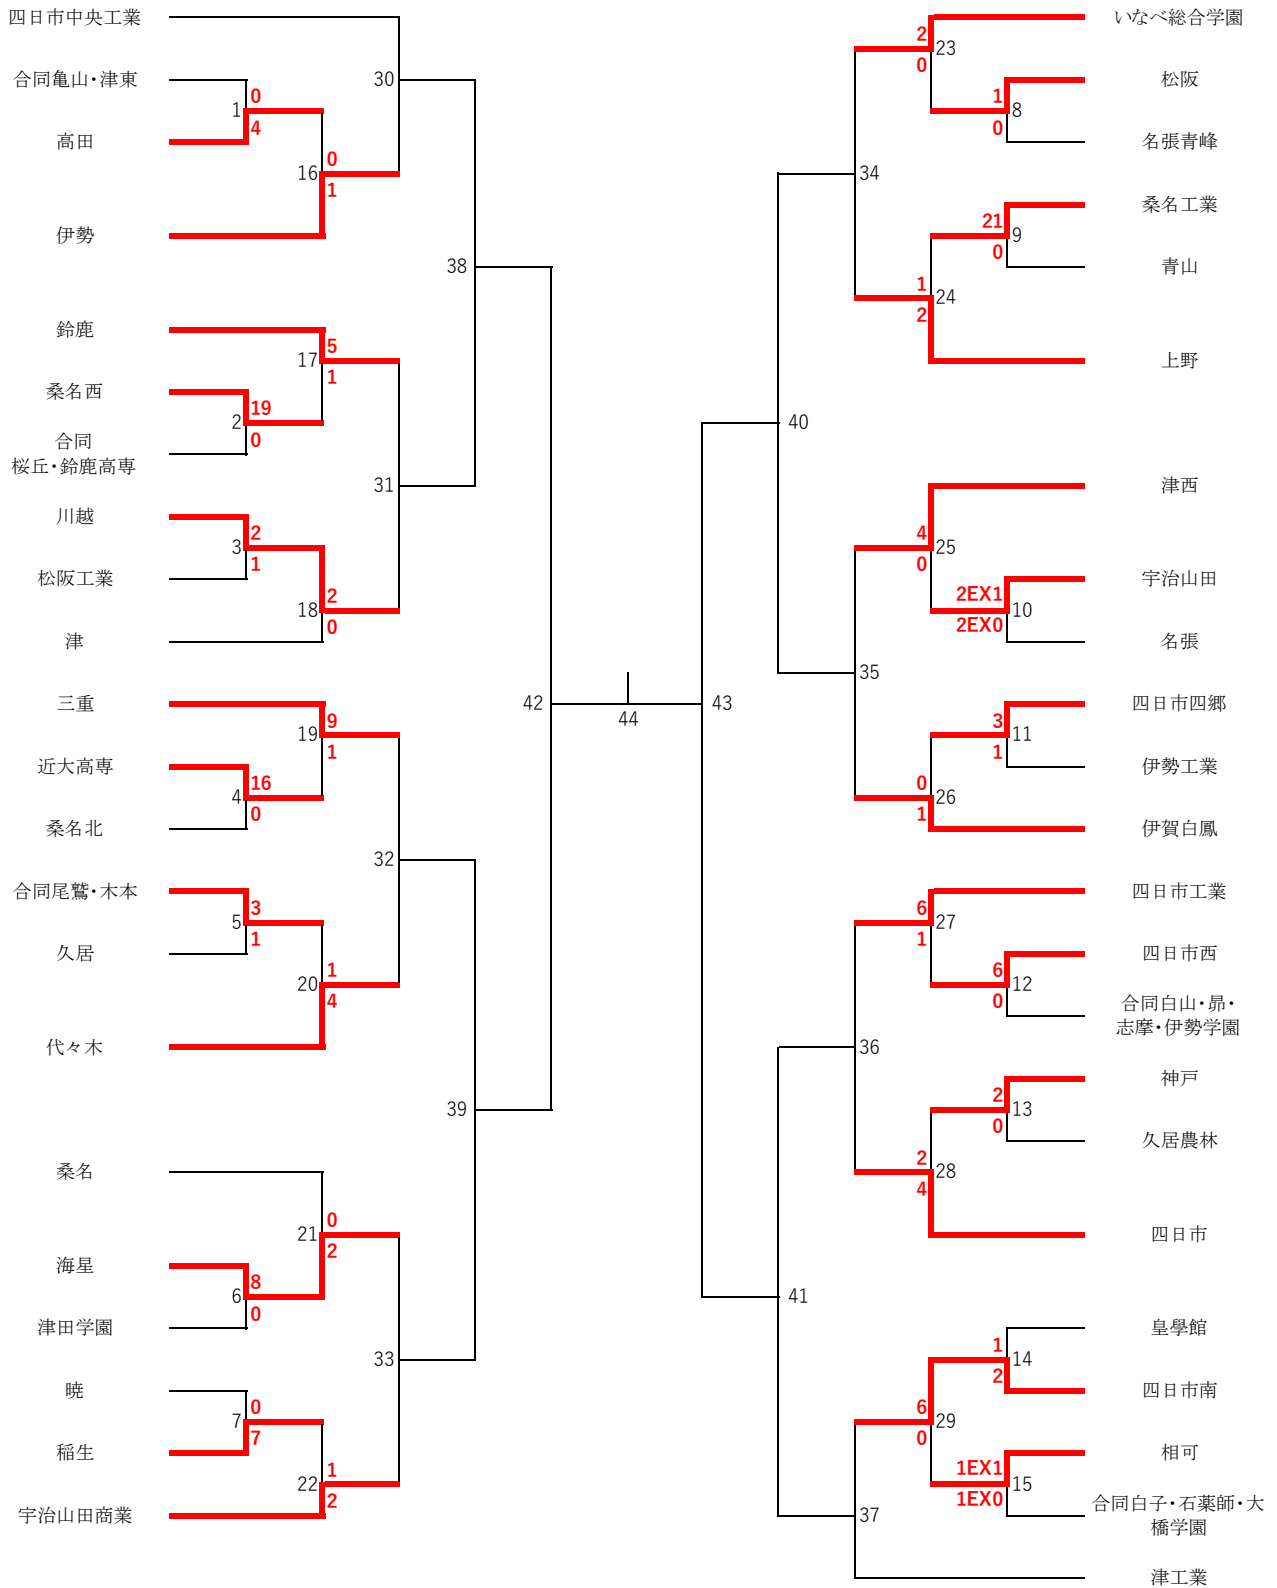 四日市中央工業
30
合同亀山・津東
1
0
4
高田
16
0
1
伊勢
38
鈴鹿
17
5
1
桑名西
2
19
0
合同
桜丘・鈴鹿高専
31
川越
3
2
1
松阪工業
18
2
0
津
三重
19
9
1
近大高専
4
16
0
桑名北
32
合同尾鷲・木本
5
3
1
久居
20
1
4
代々木
39
桑名
21
0
2
海星
6
8
0
津田学園
33
暁
7
0
7
稲生
22
1
2
宇治山田商業
42
44
43
いなべ総合学園
2
23
0
松阪
1
8
0
名張青峰
34
桑名工業
21
9
0
青山
1
24
2
上野
40
津西
4
25
0
宇治山田
2EX1
10
2EX0
名張
35
四日市四郷
3
11
1
伊勢工業
0
26
1
伊賀白鳳
四日市工業
6
27
1
四日市西
6
12
0
合同白山・昴・
志摩・伊勢学園
36
神戸
2
13
0
久居農林
2
28
4
四日市
41
皇學館
1
14
2
四日市南
6
29
0
相可
1EX1
15
1EX0
合同白子・石薬師・大
橋学園
37
津工業